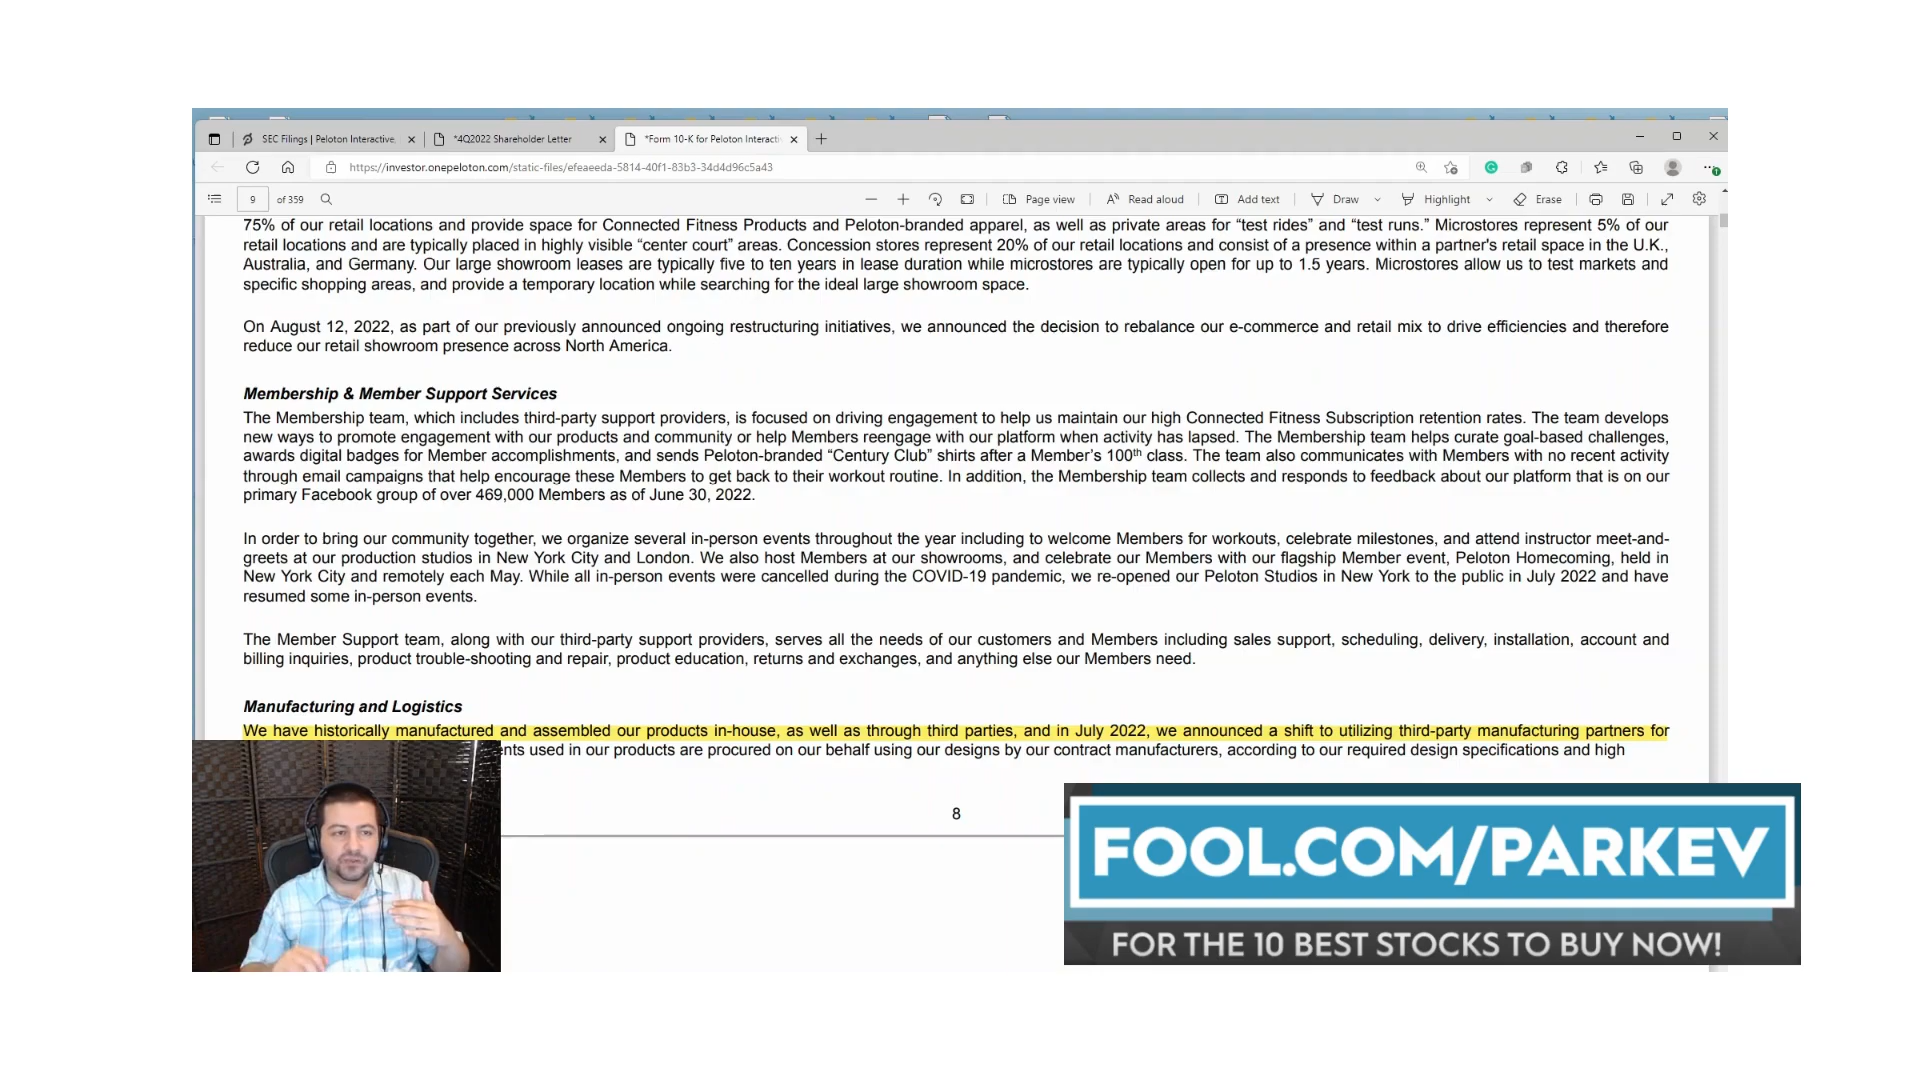 SEC Filings | Peloton Interactive,
*4Q2022 Shareholder Letter
*Form 10-K for Peloton Interacti
https://investor.onepeloton.com/static-files/efeaeeda-5814-40f1-83b3-34d4d96c5a43
9 of 359 Page view Read aloud Add text Draw Highlight Erase
75% of our retail locations and provide space for Connected Fitness Products and Peloton-branded apparel, as well as private areas for “test rides” and “test runs.” Microstores represent 5% of our
retail locations and are typically placed in highly visible “center court” areas. Concession stores represent 20% of our retail locations and consist of a presence within a partner's retail space in the U.K.,
Australia, and Germany. Our large showroom leases are typically five to ten years in lease duration while microstores are typically open for up to 1.5 years. Microstores allow us to test markets and
specific shopping areas, and provide a temporary location while searching for the ideal large showroom space.
On August 12, 2022, as part of our previously announced ongoing restructuring initiatives, we announced the decision to rebalance our e-commerce and retail mix to drive efficiencies and therefore
reduce our retail showroom presence across North America.
Membership & Member Support Services
The Membership team, which includes third-party support providers, is focused on driving engagement to help us maintain our high Connected Fitness Subscription retention rates. The team develops
new ways to promote engagement with our products and community or help Members reengage with our platform when activity has lapsed. The Membership team helps curate goal-based challenges,
awards digital badges for Member accomplishments, and sends Peloton-branded “Century Club” shirts after a Member’s 100th class. The team also communicates with Members with no recent activity
through email campaigns that help encourage these Members to get back to their workout routine. In addition, the Membership team collects and responds to feedback about our platform that is on our
primary Facebook group of over 469,000 Members as of June 30, 2022.
In order to bring our community together, we organize several in-person events throughout the year including to welcome Members for workouts, celebrate milestones, and attend instructor meet-and-
greets at our production studios in New York City and London. We also host Members at our showrooms, and celebrate our Members with our flagship Member event, Peloton Homecoming, held in
New York City and remotely each May. While all in-person events were cancelled during the COVID-19 pandemic, we re-opened our Peloton Studios in New York to the public in July 2022 and have
resumed some in-person events.
The Member Support team, along with our third-party support providers, serves all the needs of our customers and Members including sales support, scheduling, delivery, installation, account and
billing inquiries, product trouble-shooting and repair, product education, returns and exchanges, and anything else our Members need.
Manufacturing and Logistics
We have historically manufactured and assembled our products in-house, as well as through third parties, and in July 2022, we announced a shift to utilizing third-party manufacturing partners for
nts used in our products are procured on our behalf using our designs by our contract manufacturers, according to our required design specifications and high
8
FOOL.COM/PARKEV
FOR THE 10 BEST STOCKS TO BUY NOW!